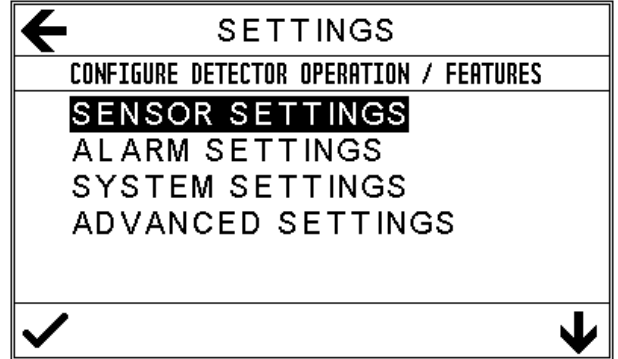 SETTINGS
CONFIGURE DETECTOR OPERATION / FEATURES
SENSOR SETTINGS
ALARM SETTINGS
SYSTEM SETTINGS
ADVANCED SETTINGS